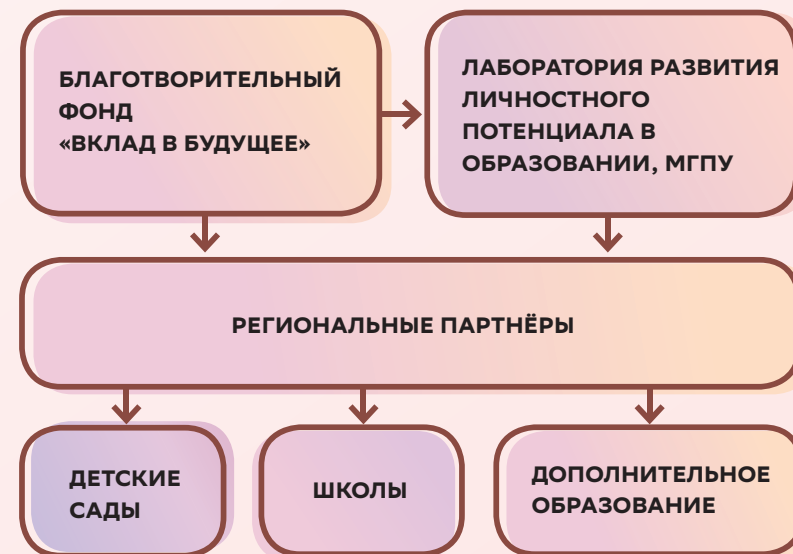 БЛАГОТВОРИТЕЛЬНЫЙ
ФОНД
«ВКЛАД В БУДУЩЕЕ»
ЛАБОРАТОРИЯ РАЗВИТИЯ
ЛИЧНОСТНОГО
ПОТЕНЦИАЛА В
ОБРАЗОВАНИИ, МГПУ
РЕГИОНАЛЬНЫЕ ПАРТНЁРЫ
ДЕТСКИЕ
САДЫ
ШКОЛЫ
ДОПОЛНИТЕЛЬНОЕ
ОБРАЗОВАНИЕ